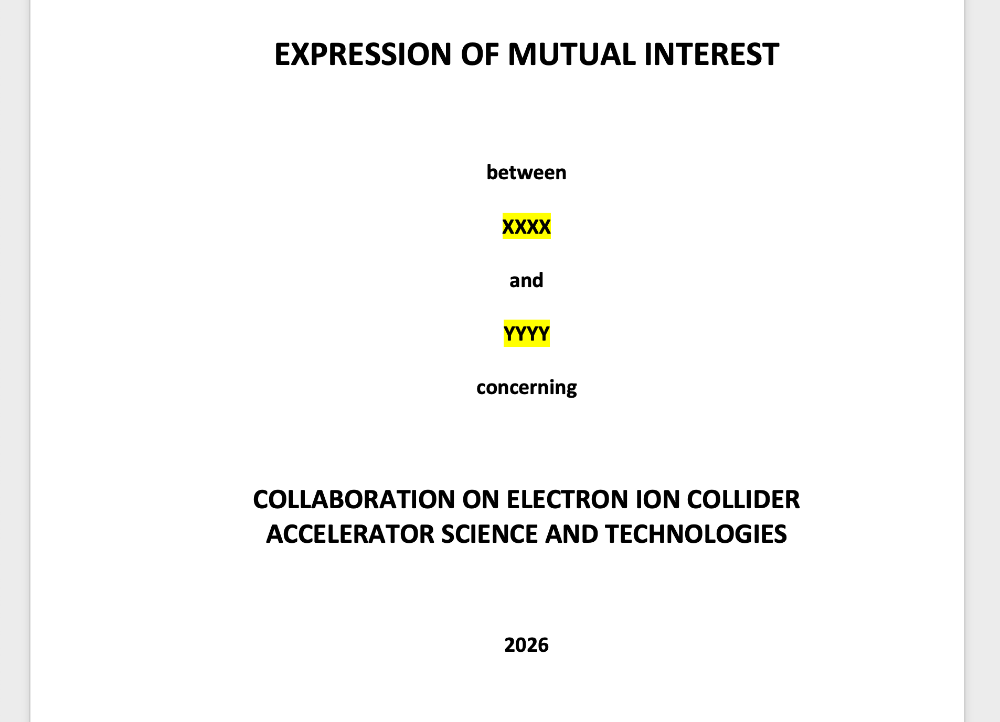 EXPRESSION OF MUTUAL INTEREST
between
XXXX
and
YYYY
concerning
COLLABORATION ON ELECTRON ION COLLIDER
ACCELERATOR SCIENCE AND TECHNOLOGIES
2026